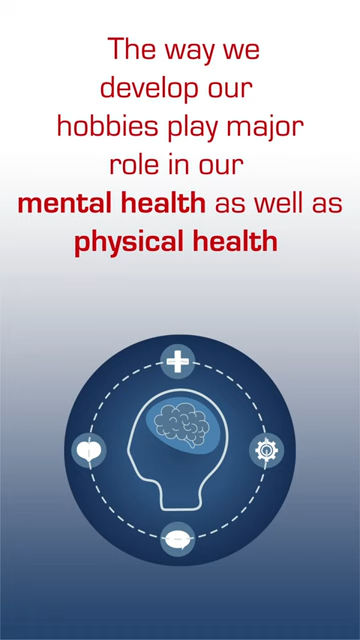 The way we
develop our
hobbies play major
role in our
mental health as well as
physical health